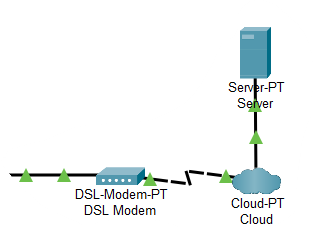 Server-PT
Server
DSL-Modem-PT
DSL Modem
Cloud-PT
Cloud